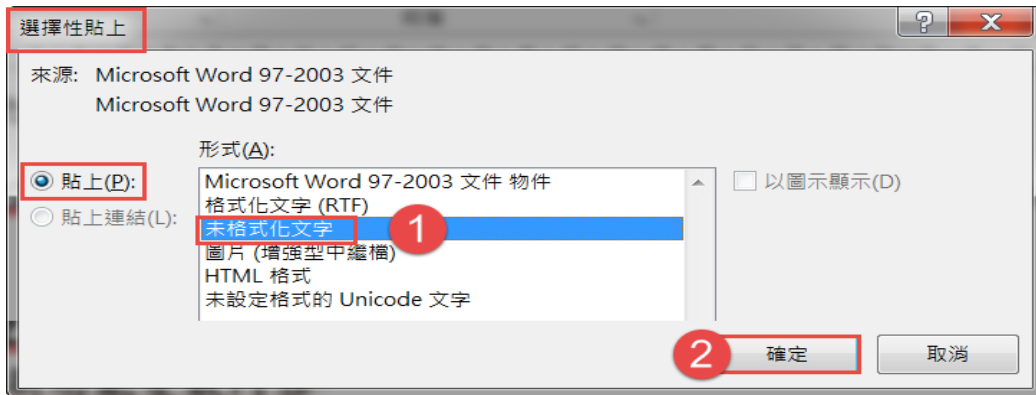 選擇性貼上
來源: Microsoft Word 97-2003 文件
Microsoft Word 97-2003 文件
形式(A):
貼上(P):
貼上連結(L):
Microsoft Word 97-2003 文件 物件
格式化文字 (RTF)
未格式化文字
1
圖片 (增強型中繼檔)
HTML 格式
未設定格式的 Unicode 文字
以圖示顯示(D)
2
確定
取消